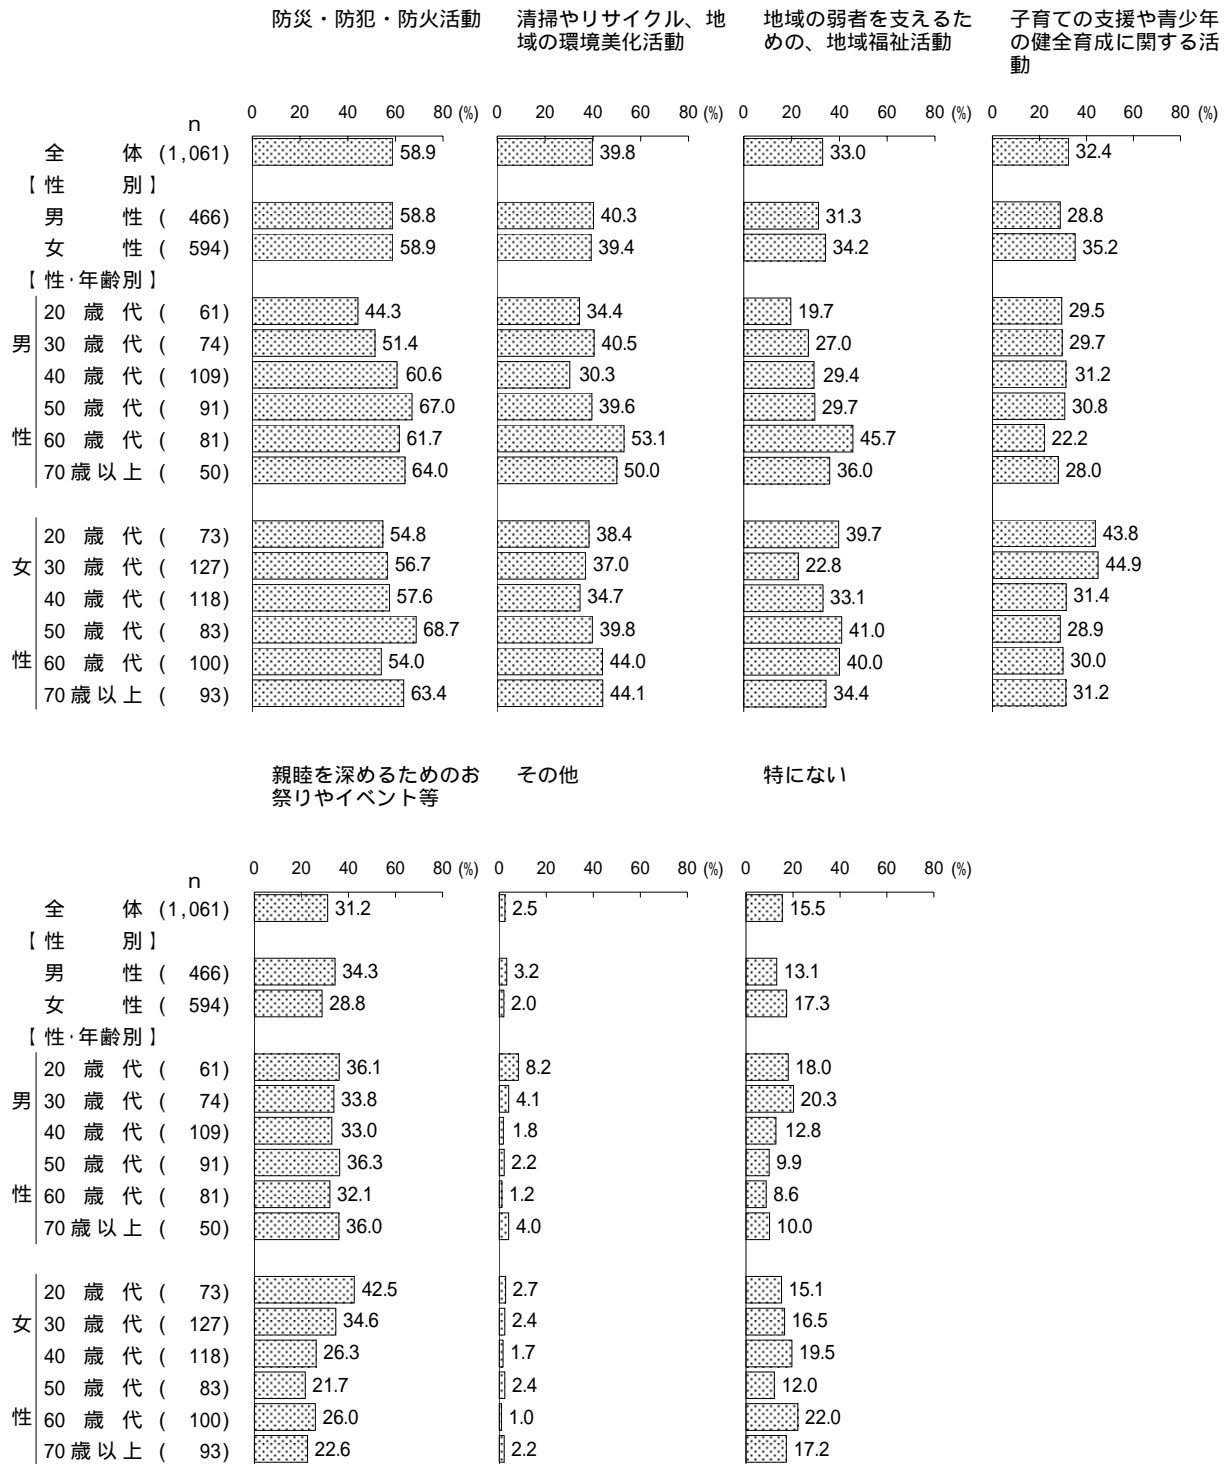 防災・防犯・防火活動
清掃やリサイクル、地
域の環境美化活動
地域の弱者を支えるた
めの、地域福祉活動
子育ての支援や青少年
の健全育成に関する活
動
0 20 40 60 80 (%) 0 20 40 60 80 (%) 0 20 40 60 80 (%) 0 20 40 60 80 (%)
n
全 体 (1,061) 58.9 39.8 33.0 32.4
【性 別】
男 性 ( 466) 58.8 40.3 31.3 28.8
女 性 ( 594) 58.9 39.4 34.2 35.2
【性・年齢別】
20 歳 代 ( 61) 44.3 34.4 19.7 29.5
男 30 歳 代 ( 74) 51.4 40.5 27.0 29.7
40 歳 代 ( 109) 60.6 30.3 29.4 31.2
50 歳 代 ( 91) 67.0 39.6 29.7 30.8
性 60 歳 代 ( 81) 61.7 53.1 45.7 22.2
70歳以上 ( 50) 64.0 50.0 36.0 28.0
20 歳 代 ( 73) 54.8 38.4 39.7 43.8
女 30 歳 代 ( 127) 56.7 37.0 22.8 44.9
40 歳 代 ( 118) 57.6 34.7 33.1 31.4
50 歳 代 ( 83) 68.7 39.8 41.0 28.9
性 60 歳 代 ( 100) 54.0 44.0 40.0 30.0
70歳以上 ( 93) 63.4 44.1 34.4 31.2
親睦を深めるためのお
祭りやイベント等
その他
特にない
0 20 40 60 80 (%) 0 20 40 60 80 (%) 0 20 40 60 80 (%)
n
全 体 (1,061) 31.2 2.5 15.5
【性 別】
男 性 ( 466) 34.3 3.2 13.1
女 性 ( 594) 28.8 2.0 17.3
【性・年齢別】
20 歳 代 ( 61) 36.1 8.2 18.0
男 30 歳 代 ( 74) 33.8 4.1 20.3
40 歳 代 ( 109) 33.0 1.8 12.8
50 歳 代 ( 91) 36.3 2.2 9.9
性 60 歳 代 ( 81) 32.1 1.2 8.6
70歳以上 ( 50) 36.0 4.0 10.0
20 歳 代 ( 73) 42.5 2.7 15.1
女 30 歳 代 ( 127) 34.6 2.4 16.5
40 歳 代 ( 118) 26.3 1.7 19.5
50 歳 代 ( 83) 21.7 2.4 12.0
性 60 歳 代 ( 100) 26.0 1.0 22.0
70歳以上 ( 93) 22.6 2.2 17.2